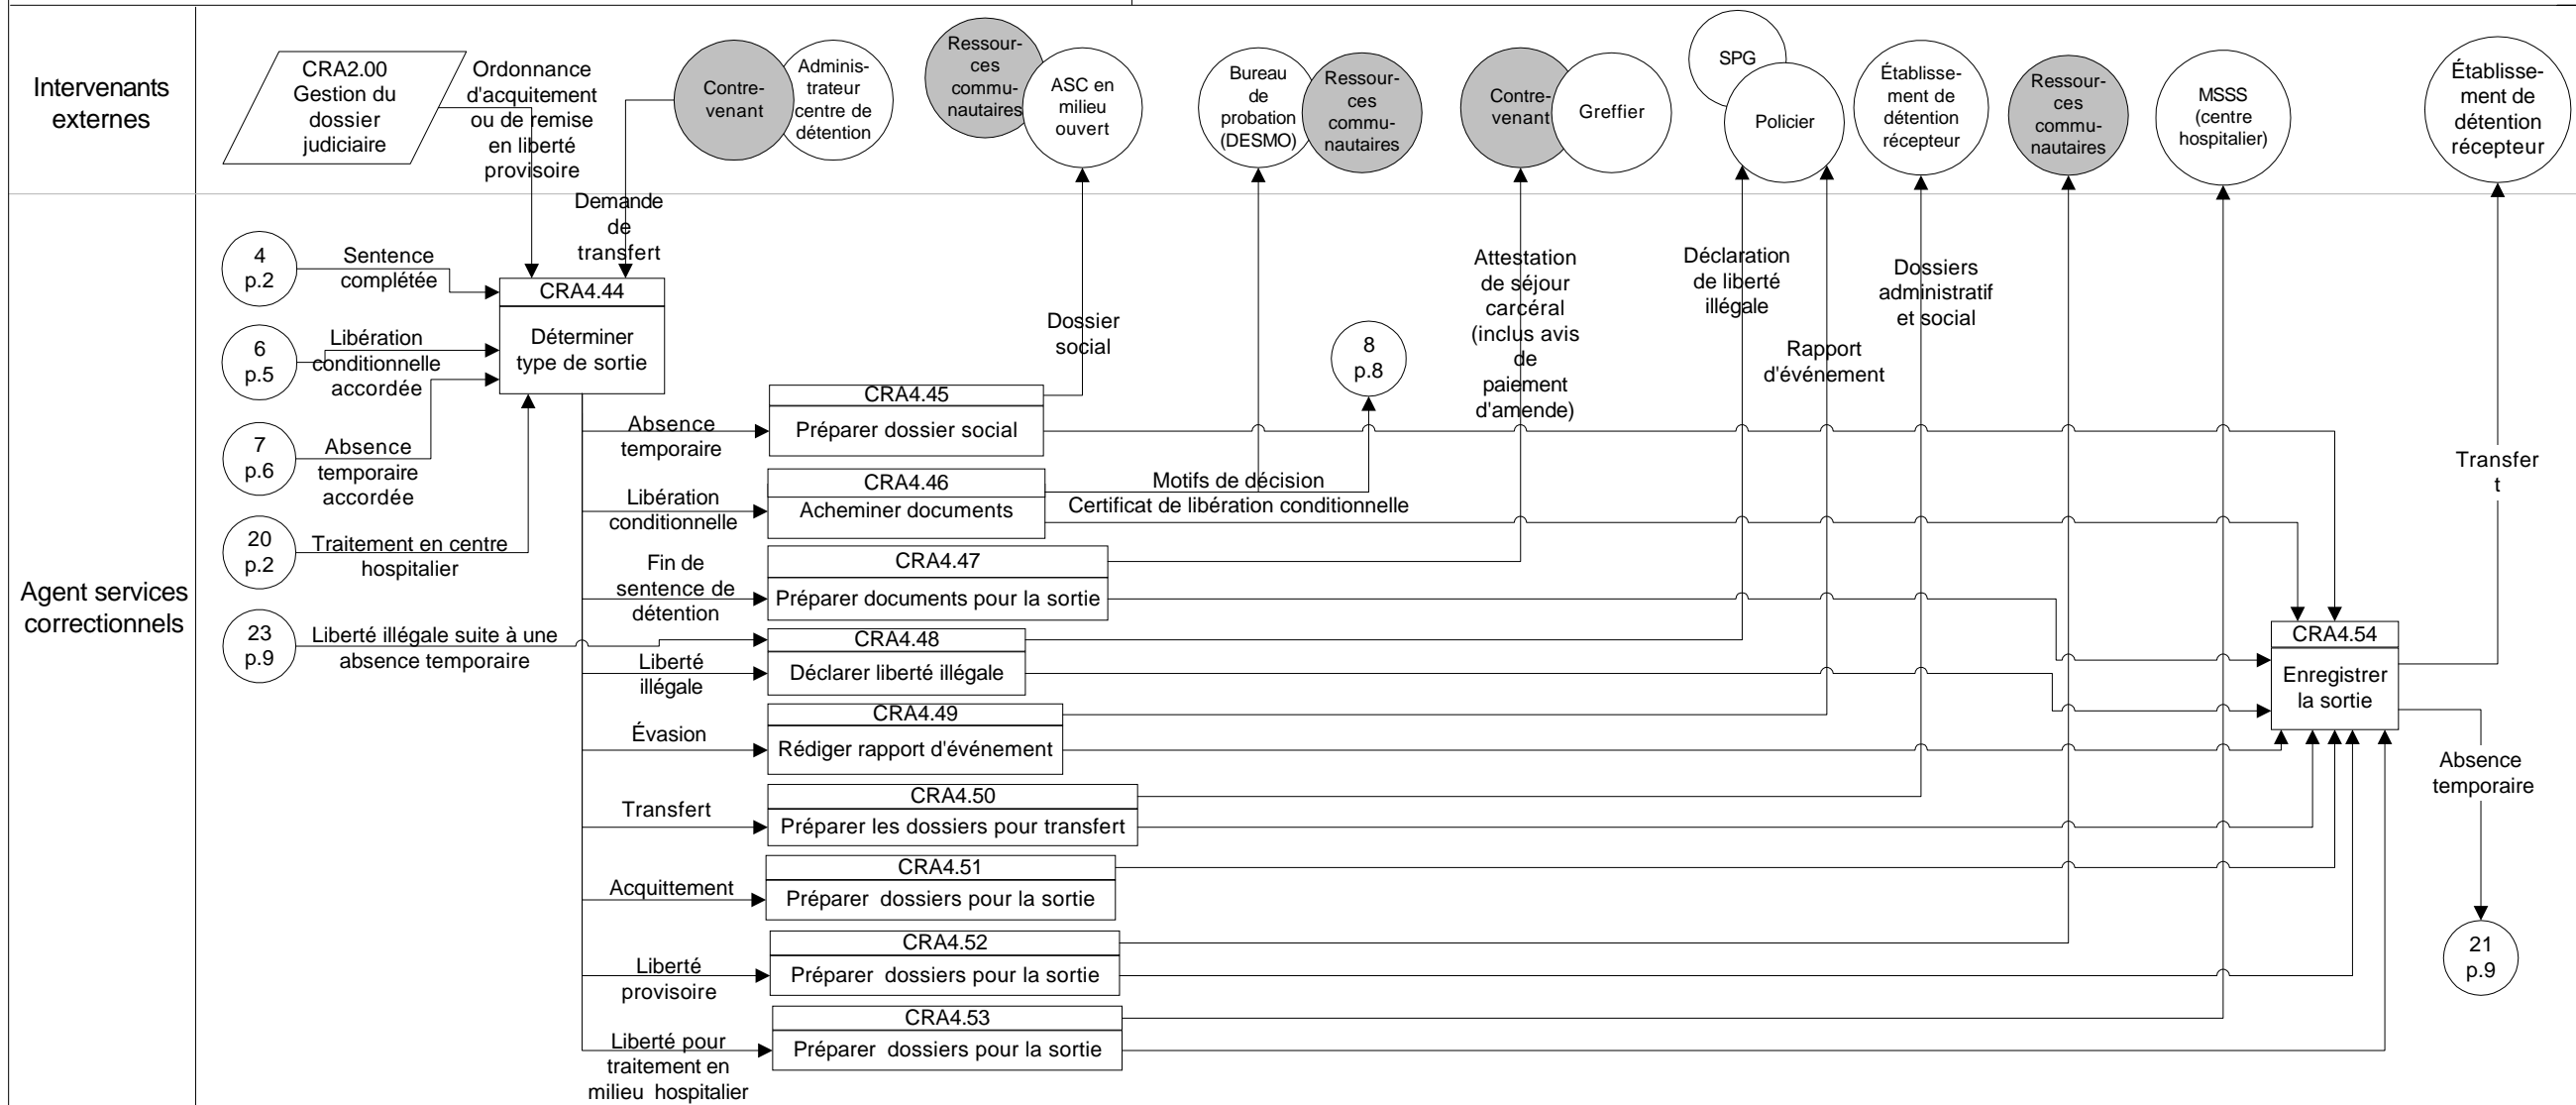 Intervenants
externes
CRA2.00
Gestion du
dossier
judiciaire
Ordonnance
d'acquitement
ou de remise
en liberté
provisoire
Contre-
venant
Adminis-
trateur
centre de
détention
Ressour-
ces
commu-
nautaires
ASC en
milieu
ouvert
Bureau
de
probation
(DESMO)
Ressour-
ces
commu-
nautaires
Contre-
venant
Greffier
SPG
Policier
Établisse-
ment de
détention
récepteur
Ressour-
ces
commu-
nautaires
MSSS
(centre
hospitalier)
Établisse-
ment de
détention
récepteur
Agent services
correctionnels
Demande
de
transfert
4
p.2
Sentence
complétée
6
p.5
Libération
conditionnelle
accordée
7
p.6
Absence
temporaire
accordée
20
p.2
Traitement en centre
hospitalier
23
p.9
Liberté illégale suite à une
absence temporaire
CRA4.44
Déterminer
type de sortie
Dossier
social
8
p.8
Attestation
de séjour
carcéral
(inclus avis
de
paiement
d'amende)
Déclaration
de liberté
illégale
Rapport
d'événement
Dossiers
administratif
et social
Transfer
t
Absence
temporaire
CRA4.45
Préparer dossier social
Libération
conditionnelle
CRA4.46
Acheminer documents
Motifs de décision
Certificat de libération conditionnelle
Fin de
sentence de
détention
CRA4.47
Préparer documents pour la sortie
Liberté
illégale
CRA4.48
Déclarer liberté illégale
Évasion
CRA4.49
Rédiger rapport d'événement
Transfert
CRA4.50
Préparer les dossiers pour transfert
Acquittement
CRA4.51
Préparer dossiers pour la sortie
Liberté
provisoire
CRA4.52
Préparer dossiers pour la sortie
Liberté pour
traitement en
milieu hospitalier
CRA4.53
Préparer dossiers pour la sortie
CRA4.54
Enregistrer
la sortie
Absence
temporaire
21
p.9